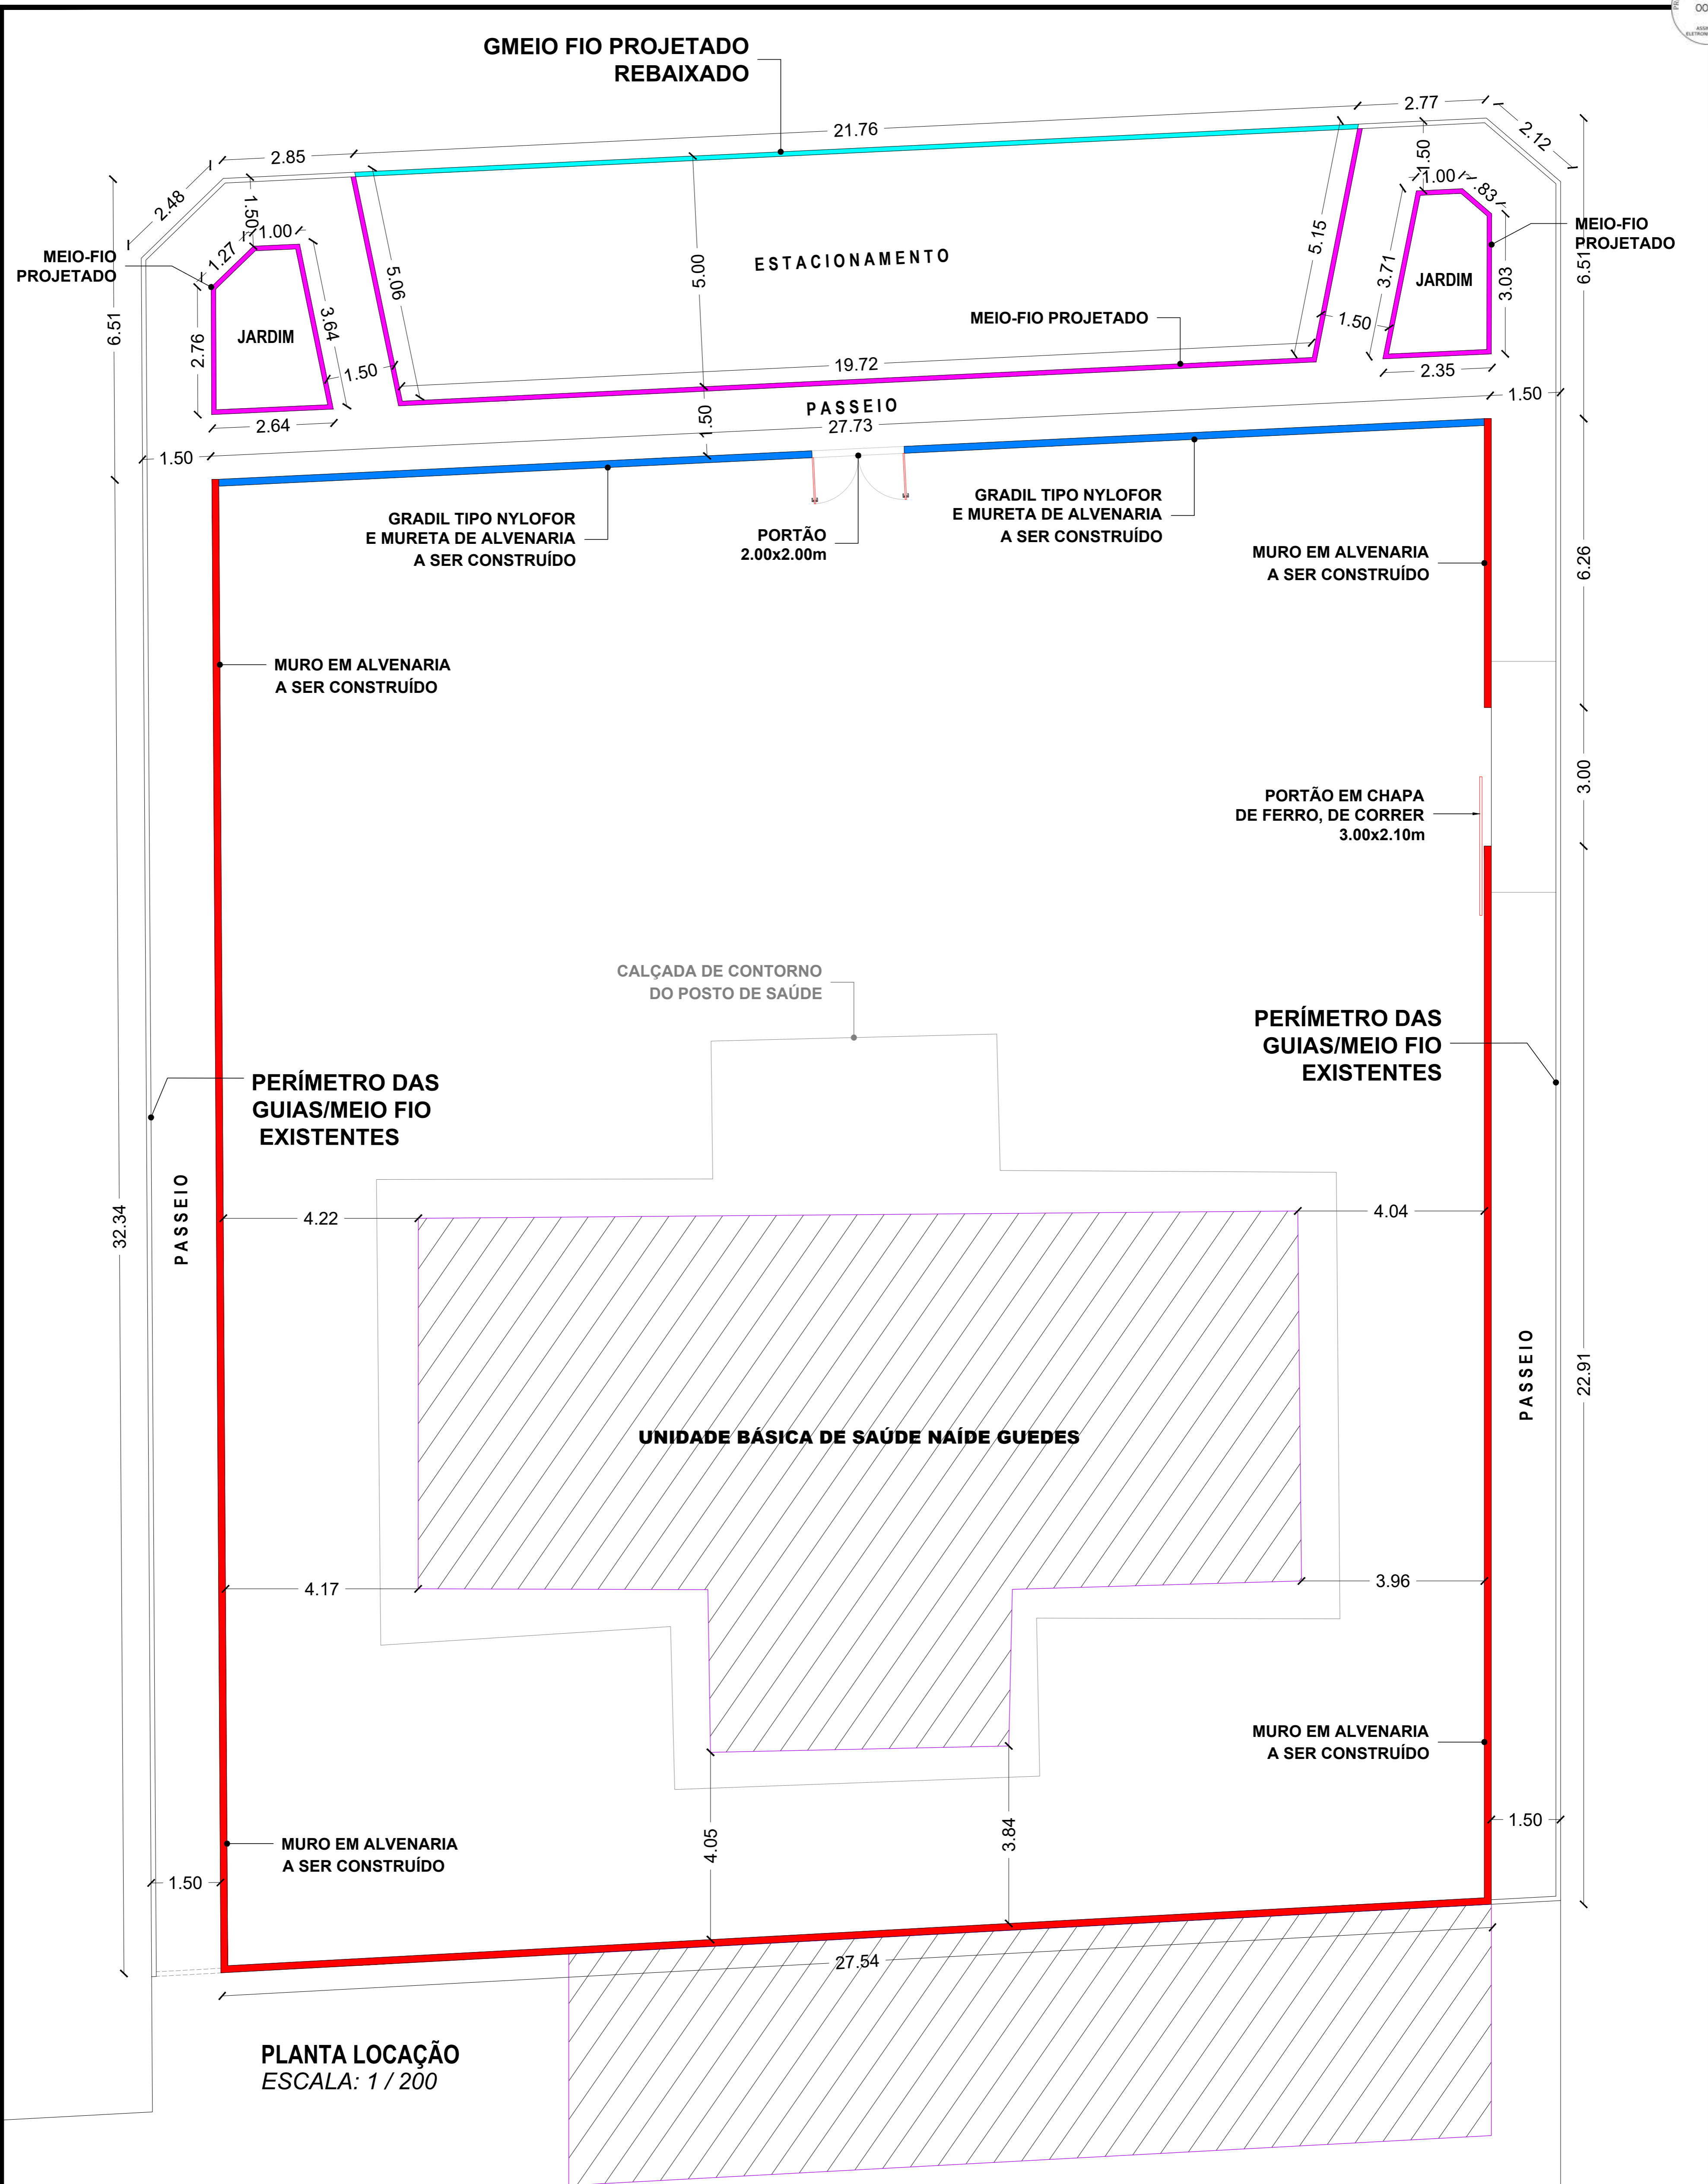 GMEIO FIO PROJETADO
REBAIXADO
2.77
21.76
2.12
2.85
2.48
1.50
1.00
.83
1.50
1.00
1.27
MEIO-FIO
PROJETADO
MEIO-FIO
PROJETADO
6.51
6.51
5.06
5.00
ESTACIONAMENTO
5.15
3.71
JARDIM
3.03
JARDIM
3.64
2.76
MEIO-FIO PROJETADO
1.50
1.50
19.72
2.35
2.64
PASSEIO
1.50
27.73
1.50
1.50
GRADIL TIPO NYLOFOR
E MURETA DE ALVENARIA
A SER CONSTRUÍDO
PORTÃO
2.00x2.00m
GRADIL TIPO NYLOFOR
E MURETA DE ALVENARIA
A SER CONSTRUÍDO
MURO EM ALVENARIA
A SER CONSTRUÍDO
6.26
MURO EM ALVENARIA
A SER CONSTRUÍDO
3.00
PORTÃO EM CHAPA
DE FERRO, DE CORRER
3.00x2.10m
CALÇADA DE CONTORNO
DO POSTO DE SAÚDE
PERÍMETRO DAS
GUIAS/MEIO FIO
EXISTENTES
PERÍMETRO DAS
GUIAS/MEIO FIO
EXISTENTES
32.34
PASSEIO
4.22
4.04
PASSEIO
22.91
UNIDADE BÁSICA DE SAÚDE NAÍDE GUEDES
4.17
3.96
MURO EM ALVENARIA
A SER CONSTRUÍDO
4.05
3.84
1.50
MURO EM ALVENARIA
A SER CONSTRUÍDO
1.50
27.54
PLANTA LOCAÇÃO
ESCALA: 1 / 200